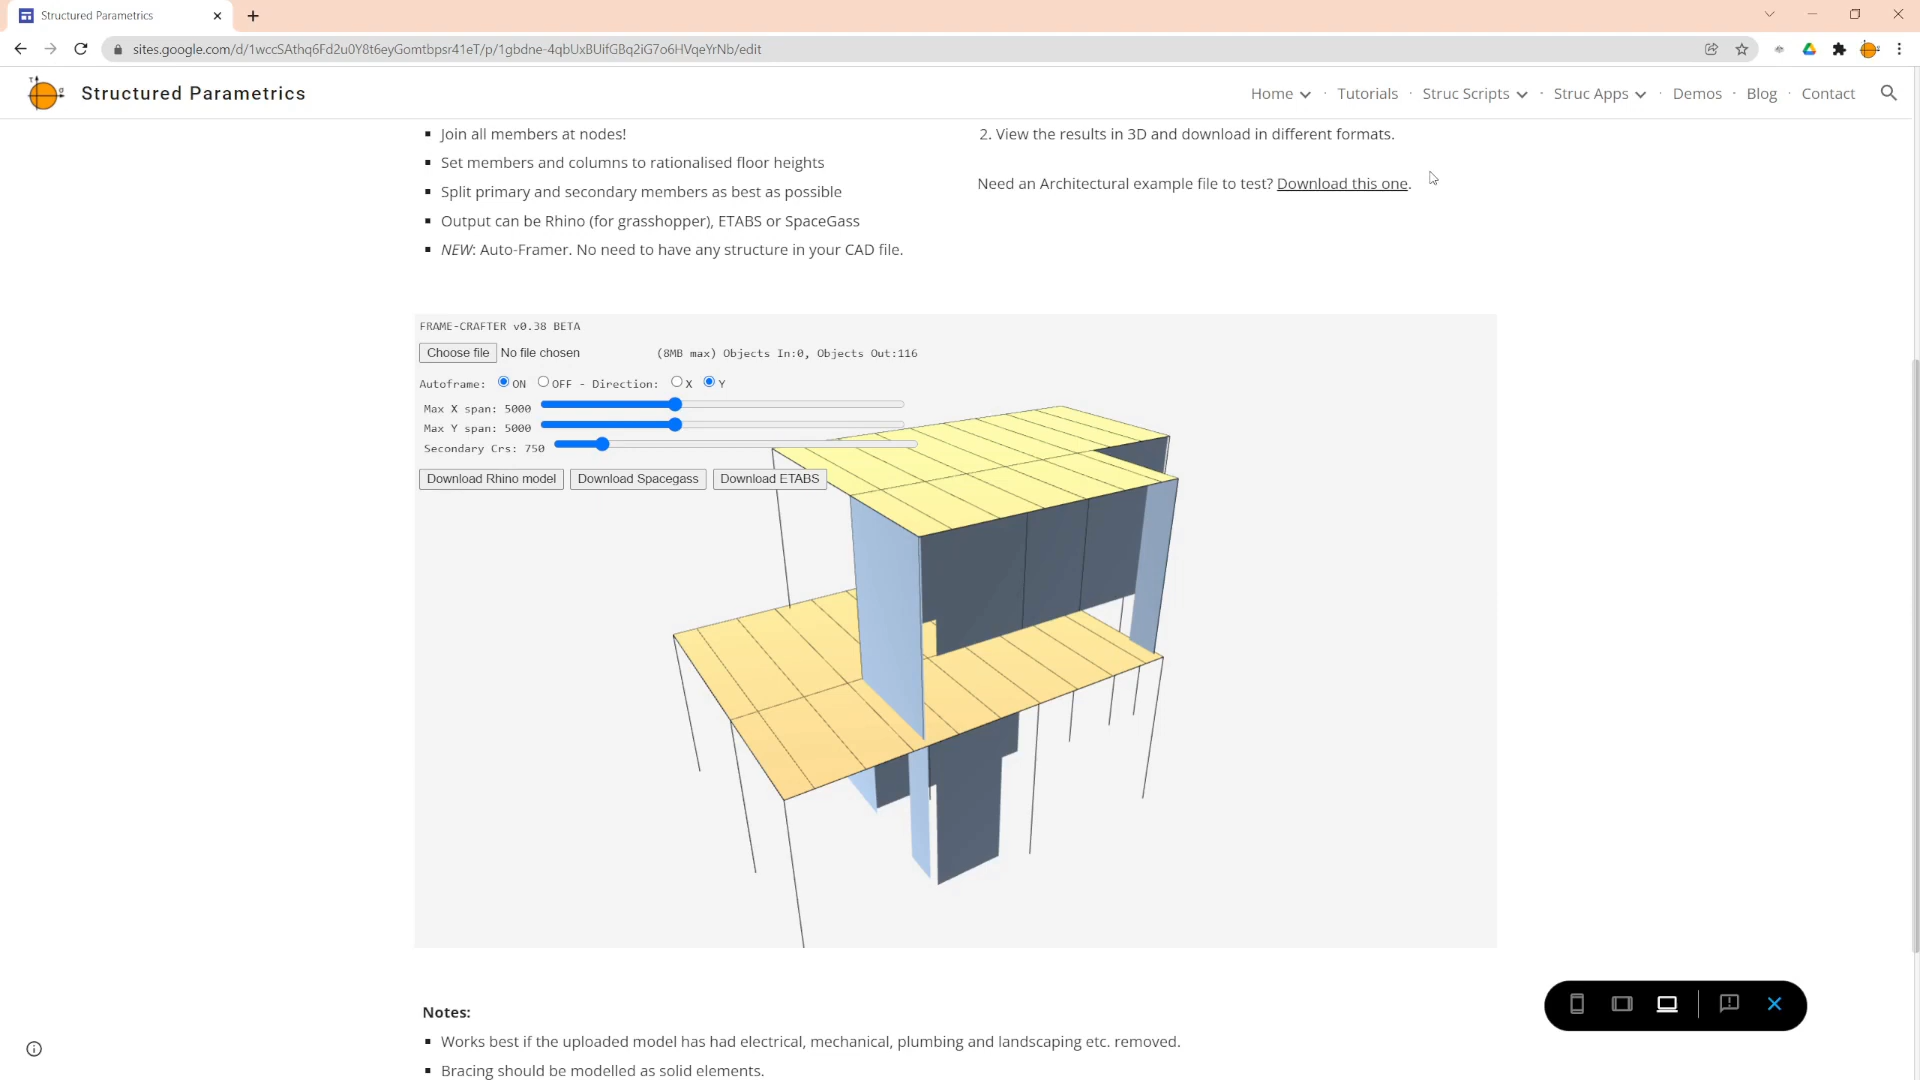 Structured Parametrics
sites.google.com/d/1wccSAthq6Fd2u0Y8t6eyGomtbpsr41eT/p/1gbdne-4qbUxBUifGBq2iG7o6HVqeYrNb/edit
Structured Parametrics
Home · Tutorials · Struc Scripts · Struc Apps · Demos · Blog · Contact
Join all members at nodes!
Set members and columns to rationalised floor heights
Split primary and secondary members as best as possible
Output can be Rhino (for grasshopper), ETABS or SpaceGass
NEW: Auto-Framer. No need to have any structure in your CAD file.
2. View the results in 3D and download in different formats.
Need an Architectural example file to test? Download this one.
FRAME-CRAFTER v0.38 BETA
Choose file No file chosen (8MB max) Objects In:0, Objects Out:116
Autoframe: ON OFF - Direction: X Y
Max X span: 5000
Max Y span: 5000
Secondary Crs: 750
Download Rhino model Download Spacegass Download ETABS
Notes:
Works best if the uploaded model has had electrical, mechanical, plumbing and landscaping etc. removed.
Bracing should be modelled as solid elements.